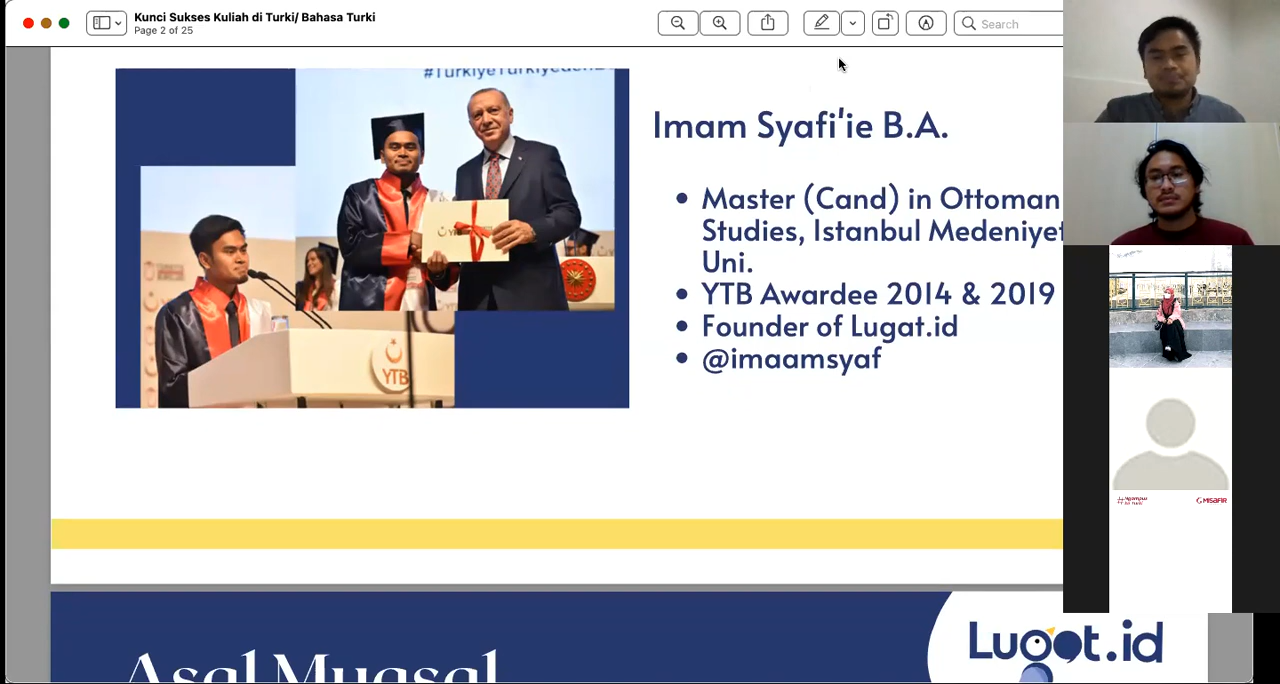 Kunci Sukses Kuliah di Turki/ Bahasa Turki
Page 2 of 25
Search
#TürkiyeTürkiyeden
YTB
Imam Syafi'ie B.A.
Master (Cand) in Ottoman
Studies, Istanbul Medeniyet
Uni.
YTB Awardee 2014 & 2019
Founder of Lugat.id
@imaamsyaf
MISAFIR
Asal Muasal
Lugat.id